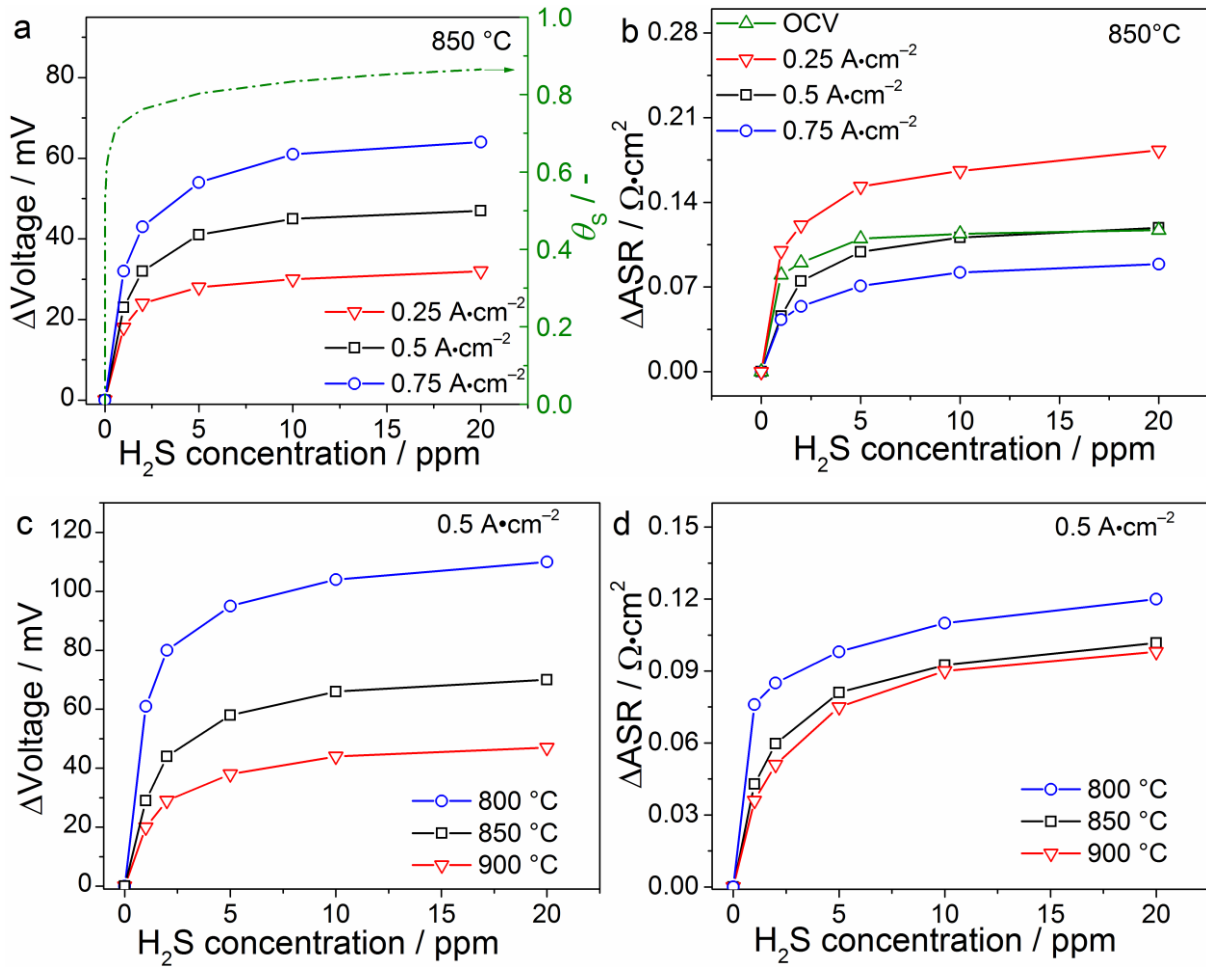 a
850 °C
ΔVoltage / mV
80
60
40
20
0
1.0
0.8
0.6
0.4
0.2
0.0
θS / -
0.25 A•cm−2
0.5 A•cm−2
0.75 A•cm−2
0 5 10 15 20
H2S concentration / ppm
b
850°C
ΔASR / Ω•cm2
0.28
0.21
0.14
0.07
0.00
OCV
0.25 A•cm−2
0.5 A•cm−2
0.75 A•cm−2
0 5 10 15 20
H2S concentration / ppm
c
0.5 A•cm−2
ΔVoltage / mV
120
100
80
60
40
20
0
800 °C
850 °C
900 °C
0 5 10 15 20
H2S concentration / ppm
d
0.5 A•cm−2
ΔASR / Ω•cm2
0.15
0.12
0.09
0.06
0.03
0.00
800 °C
850 °C
900 °C
0 5 10 15 20
H2S concentration / ppm